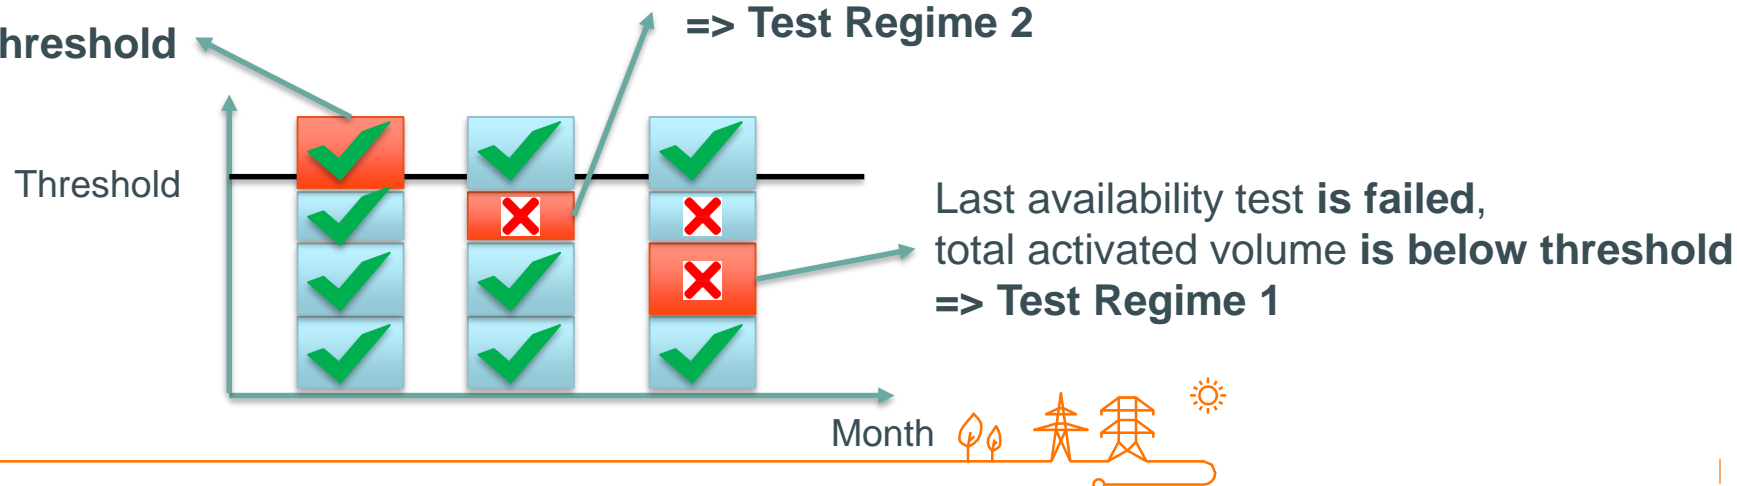 => Test Regime 2
hreshold
Threshold
Last availability test is failed,
total activated volume is below threshold
=> Test Regime 1
Month